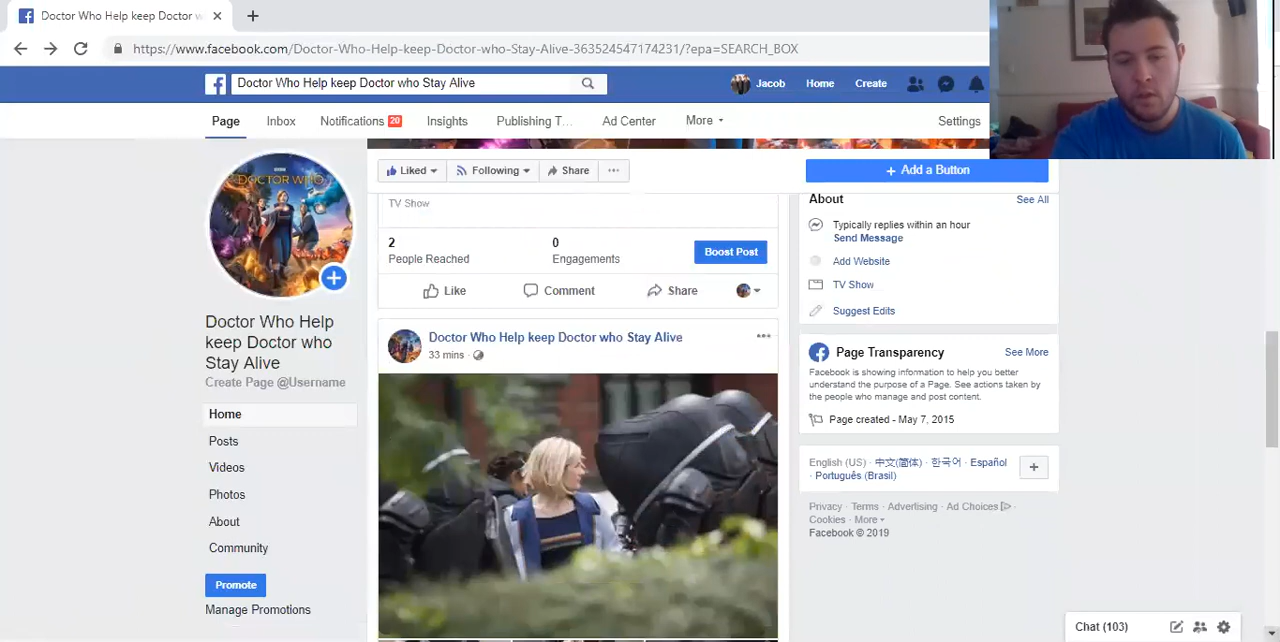 Doctor Who Help keep Doctor w
https://www.facebook.com/Doctor-Who-Help-keep-Doctor-who-Stay-Alive-363524547174231/?epa=SEARCH_BOX
Doctor Who Help keep Doctor who Stay Alive
Jacob Home Create
Page Inbox Notifications 20 Insights Publishing T… Ad Center More Settings
Liked Following Share ...
+ Add a Button
DOCTOR WHO
Doctor Who Help
keep Doctor who
Stay Alive
Create Page @Username
Home
Posts
Videos
Photos
About
Community
Promote
Manage Promotions
TV Show
2 0
People Reached Engagements
Boost Post
Like Comment Share
Doctor Who Help keep Doctor who Stay Alive
33 mins ·
About See All
Typically replies within an hour
Send Message
Add Website
TV Show
Suggest Edits
Page Transparency See More
Facebook is showing information to help you better
understand the purpose of a Page. See actions taken by
the people who manage and post content.
Page created - May 7, 2015
English (US) · 中文(简体) · 한국어 · Español
· Português (Brasil)
Privacy · Terms · Advertising · Ad Choices ·
Cookies · More
Facebook © 2019
Chat (103)